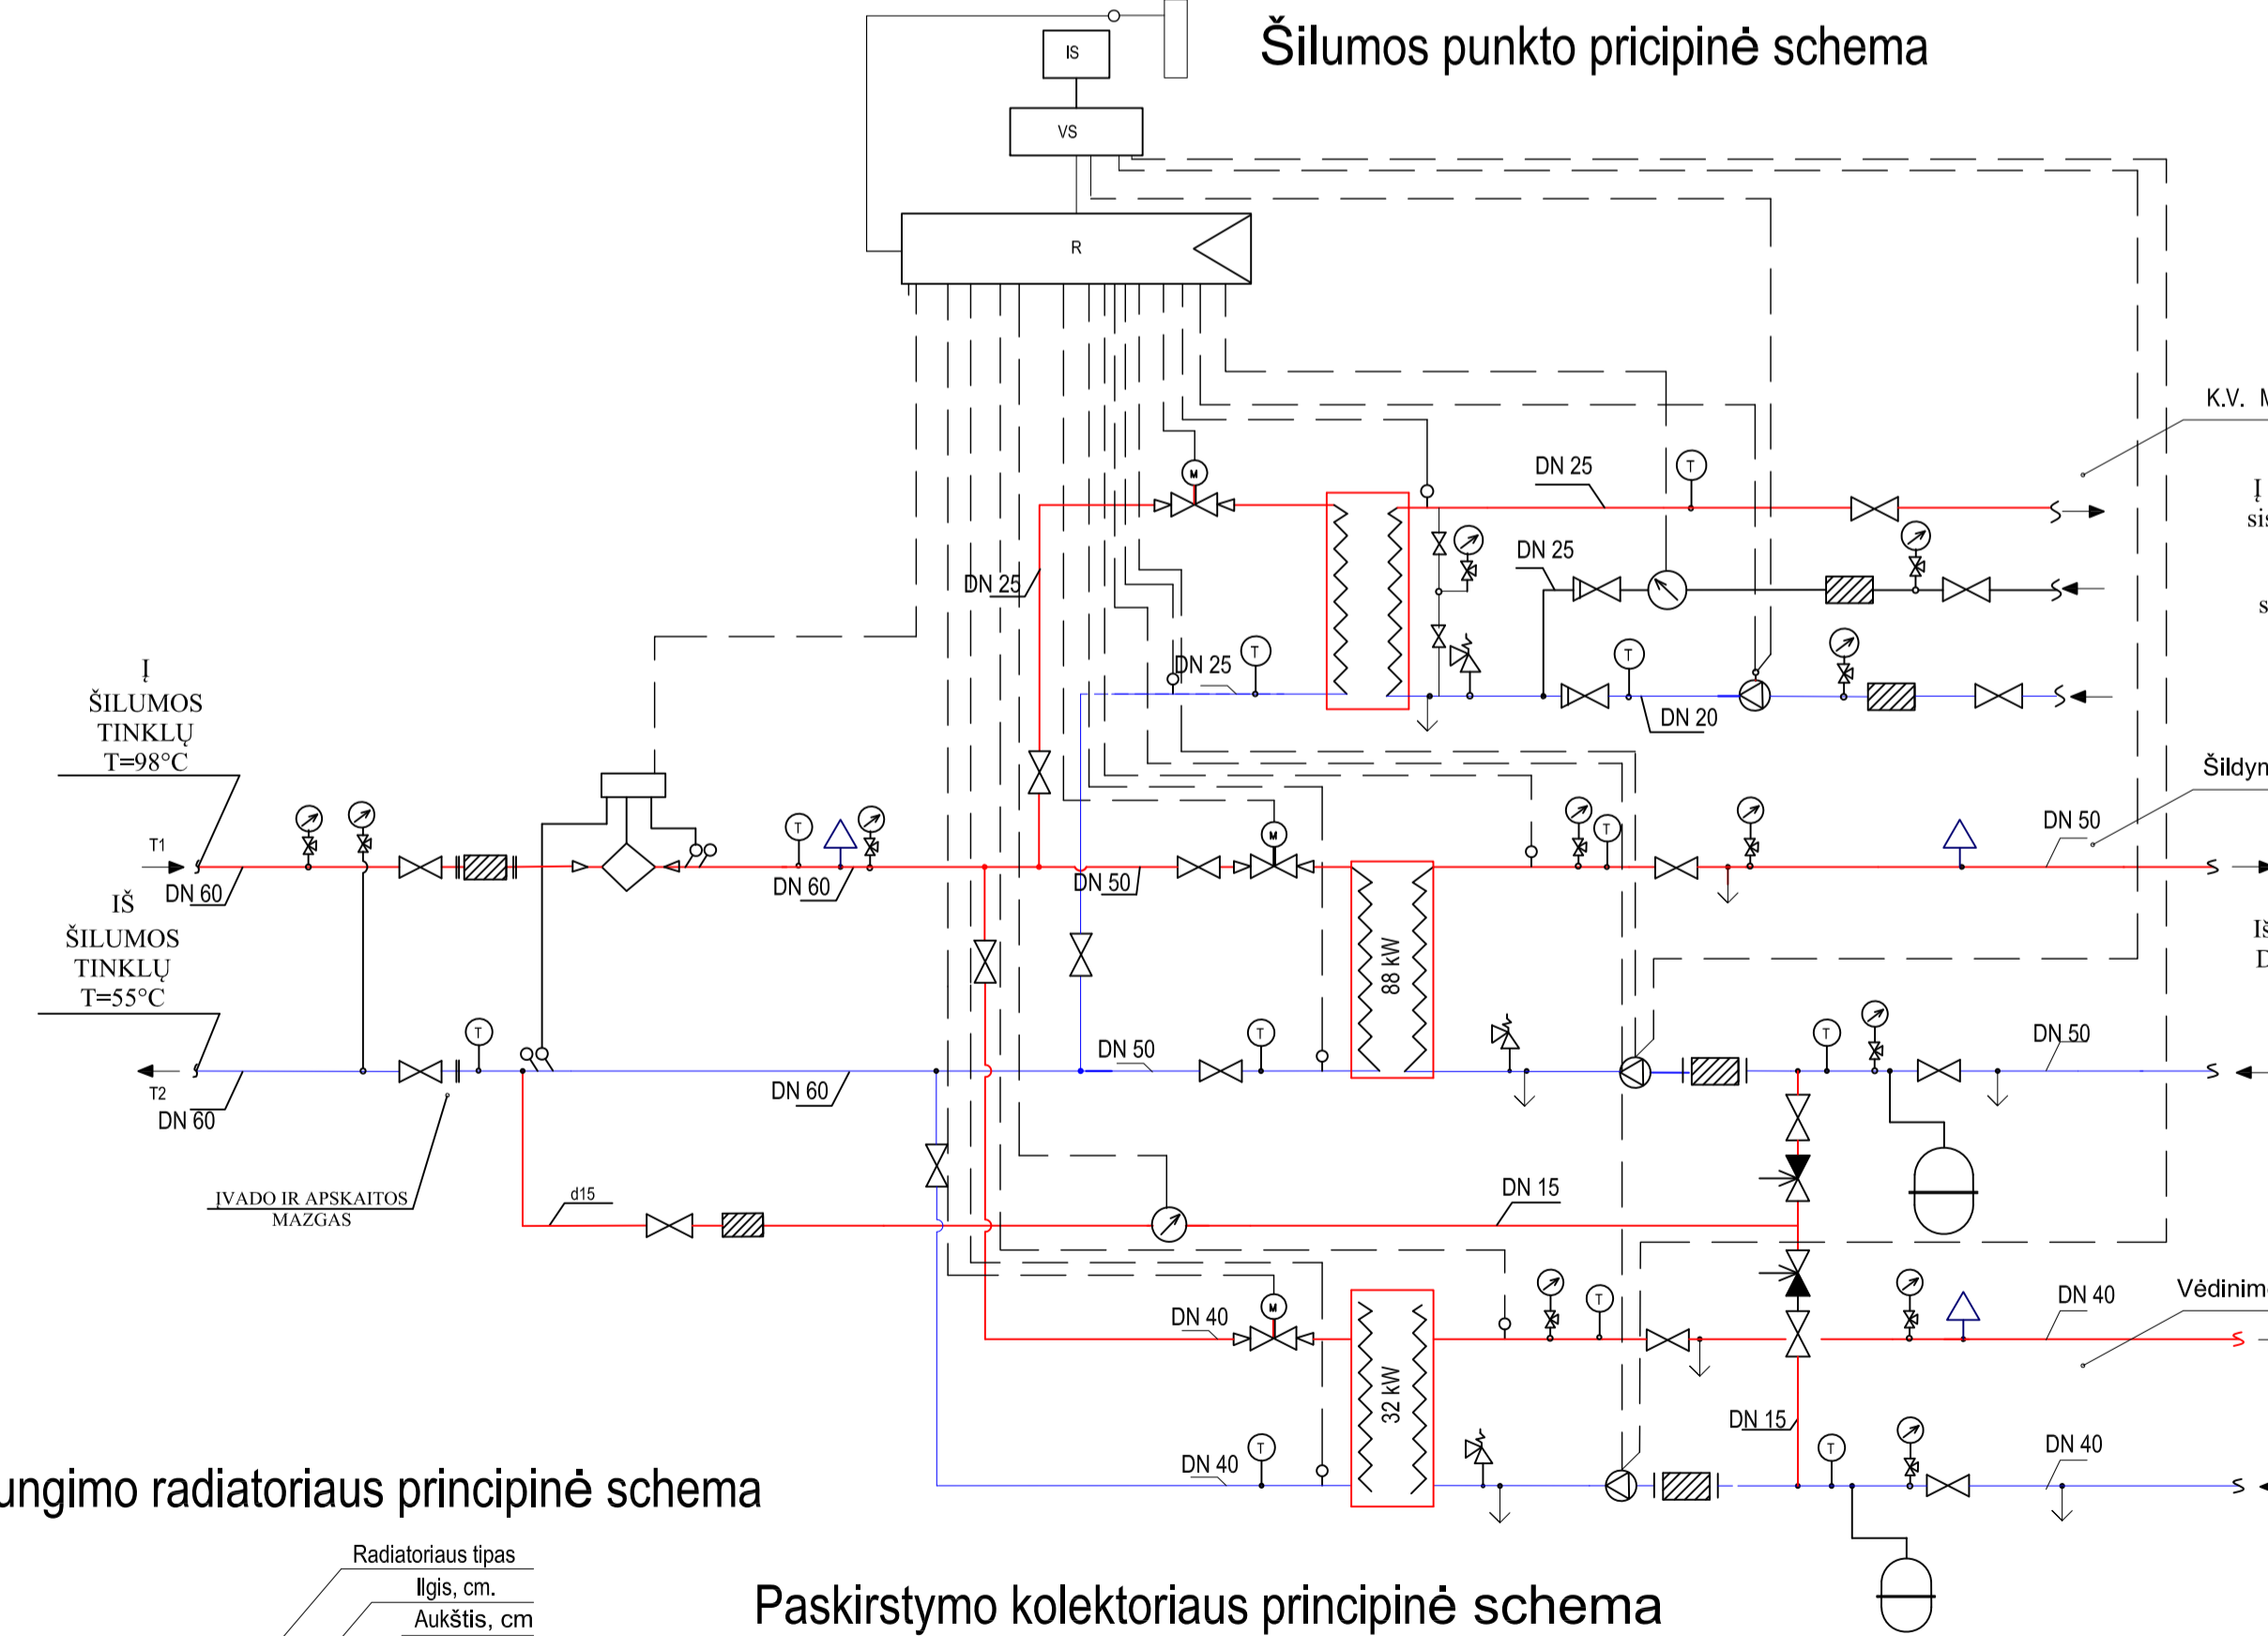 Šilumos punkto pricipinė schema
IS
VS
R
K.V.
M
DN 25
T
Į
DN 25
DN 25
T
DN 25
T
DN 20
Į
ŠILUMOS
TINKLŲ
T=98°C
Šildym
T1
DN 60
T
DN 60
DN 50
M
T
DN 50
IŠ
ŠILUMOS
TINKLŲ
T=55°C
88 kW
T2
DN 60
T
DN 60
DN 50
T
T
DN 50
ĮVADO IR APSKAITOS
MAZGAS
d15
DN 15
DN 40
M
T
DN 40
Vėdinim
32 kW
DN 15
DN 40
T
T
DN 40
ungimo radiatoriaus principinė schema
Radiatoriaus tipas
Ilgis, cm.
Aukštis, cm
Paskirstymo kolektoriaus principinė schema